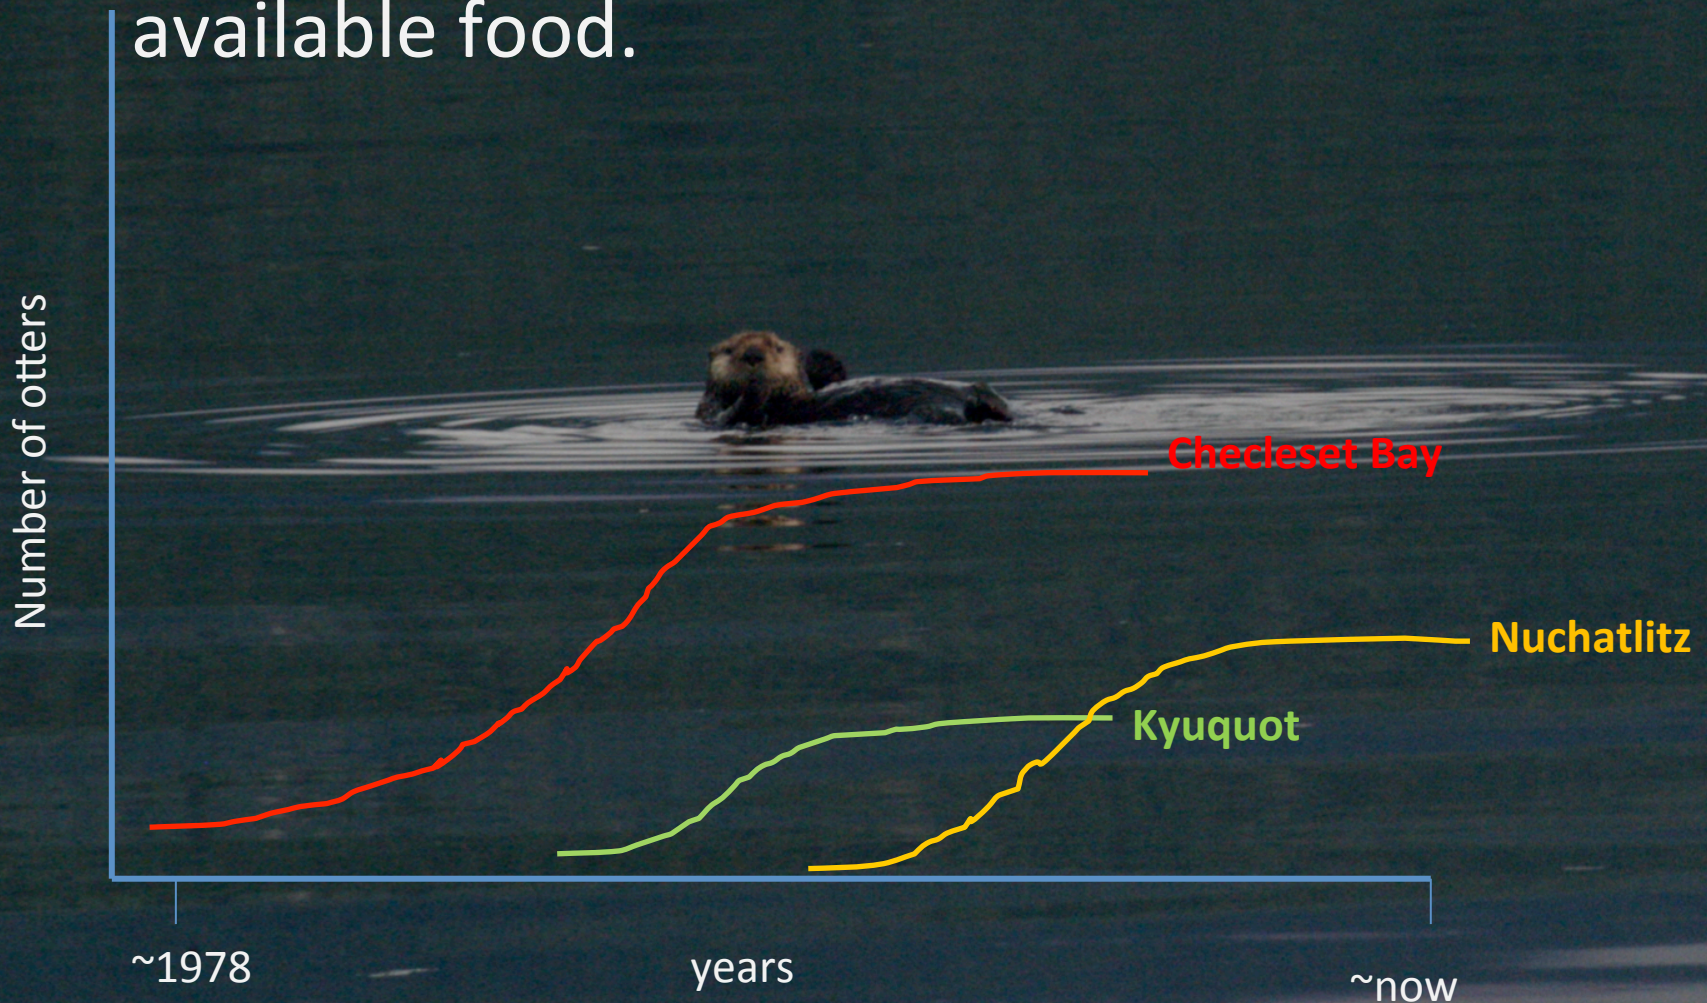 available food.
Number of otters
Checleset Bay
Nuchatlitz
Kyuquot
~1978
years
~now